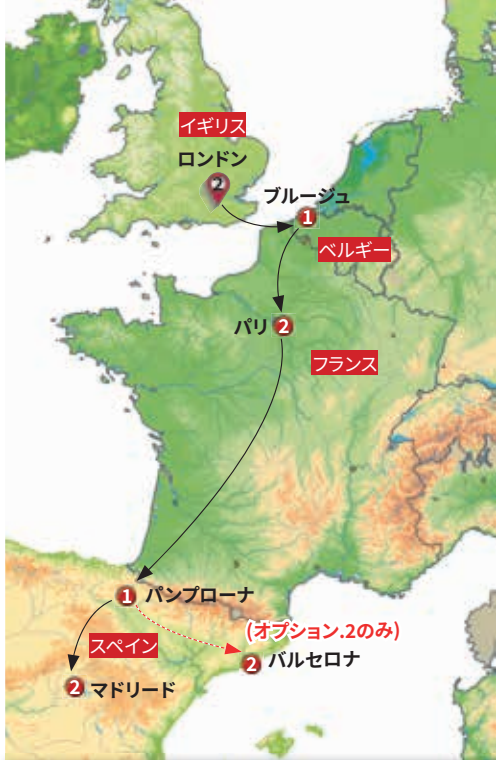 イギリス
ロンドン
2
ブルージュ
1
ベルギー
パリ 2
フランス
1 パンプローナ
(オプション.2のみ)
スペイン
2 バルセロナ
2 マドリード